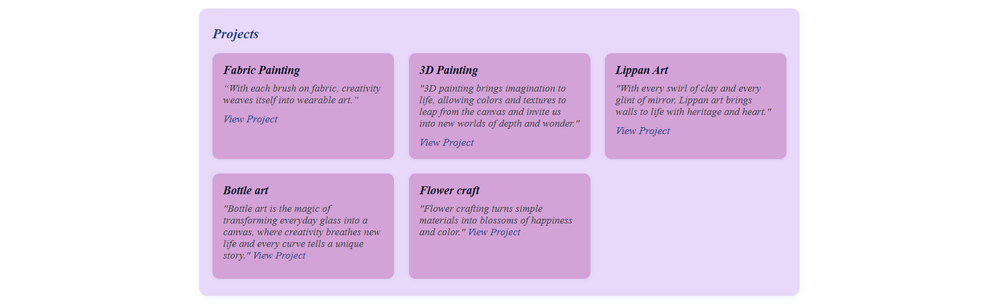 Projects
Fabric Painting
“With each brush on fabric, creativity
weaves itself into wearable art.”
View Project
3D Painting
"3D painting brings imagination to
life, allowing colors and textures to
leap from the canvas and invite us
into new worlds of depth and wonder."
View Project
Lippan Art
"With every swirl of clay and every
glint of mirror, Lippan art brings
walls to life with heritage and heart."
View Project
Bottle art
"Bottle art is the magic of
transforming everyday glass into a
canvas, where creativity breathes new
life and every curve tells a unique
story." View Project
Flower craft
"Flower crafting turns simple
materials into blossoms of happiness
and color." View Project